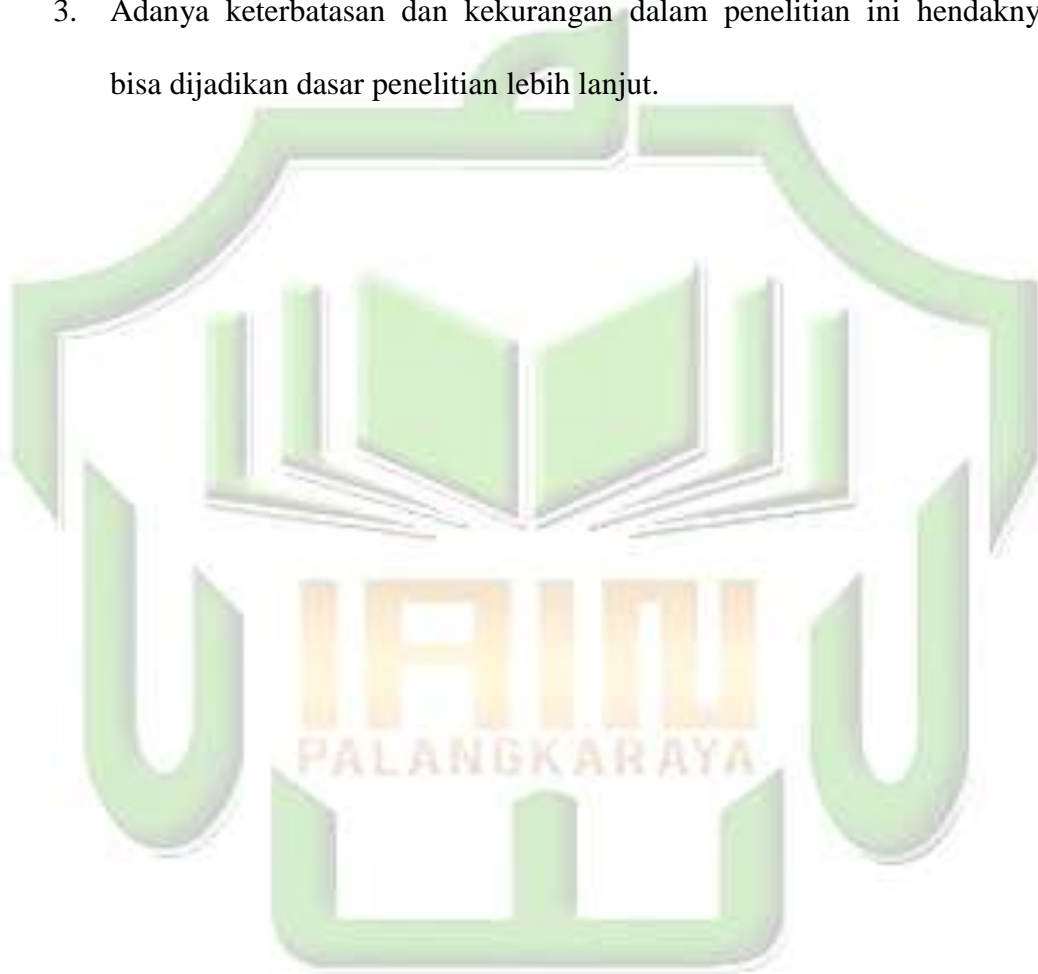 3. Adanya keterbatasan dan kekurangan dalam penelitian ini hendakny
bisa dijadikan dasar penelitian lebih lanjut.
IAIN
PALANGKARAYA